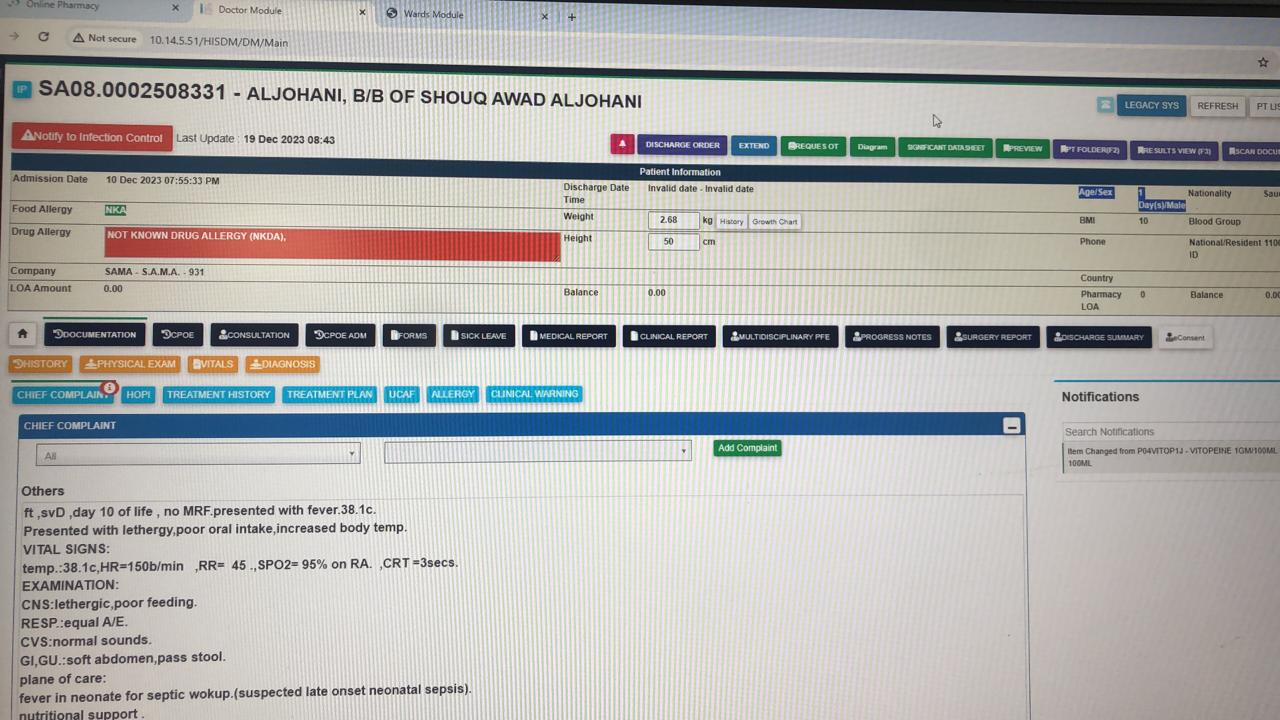 Online Pharmacy
Doctor Module
Wards Module
Not secure
10.14.5.51/HISDM/DM/Main
IP
SA08.0002508331 - ALJOHANI, B/B OF SHOUQ AWAD ALJOHANI
LEGACY SYS
REFRESH
PT LIS
Notify to Infection Control
Last Update : 19 Dec 2023 08:43
DISCHARGE ORDER
EXTEND
REQUES OT
Diagram
SIGNIFICANT DATASHEET
PREVIEW
PT FOLDER(F2)
RESULTS VIEW (F3)
SCAN DOCU
Patient Information
Admission Date 10 Dec 2023 07:55:33 PM
Discharge Date Time Invalid date - Invalid date
Age/Sex 1 Day(s)/Male
Nationality Sau
Food Allergy NKA
Weight 2.68 kg History Growth Chart
BMI 10
Blood Group
Drug Allergy NOT KNOWN DRUG ALLERGY (NKDA),
Height 50 cm
Phone
National/Resident ID 1100
Company SAMA - S.A.M.A. - 931
Country
LOA Amount 0.00
Balance 0.00
Pharmacy LOA 0
Balance 0.00
DOCUMENTATION
CPOE
CONSULTATION
CPOE ADM
FORMS
SICK LEAVE
MEDICAL REPORT
CLINICAL REPORT
MULTIDISCIPLINARY PFE
PROGRESS NOTES
SURGERY REPORT
DISCHARGE SUMMARY
eConsent
HISTORY
PHYSICAL EXAM
VITALS
DIAGNOSIS
CHIEF COMPLAINT
HOPI
TREATMENT HISTORY
TREATMENT PLAN
UCAF
ALLERGY
CLINICAL WARNING
CHIEF COMPLAINT
All
Add Complaint
Others
ft ,svD ,day 10 of life , no MRF.presented with fever.38.1c.
Presented with lethergy,poor oral intake,increased body temp.
VITAL SIGNS:
temp.:38.1c,HR=150b/min ,RR= 45 .,SPO2= 95% on RA. ,CRT =3secs.
EXAMINATION:
CNS:lethergic,poor feeding.
RESP.:equal A/E.
CVS:normal sounds.
GI,GU.:soft abdomen,pass stool.
plane of care:
fever in neonate for septic wokup.(suspected late onset neonatal sepsis).
nutritional support .
Notifications
Search Notifications
Item Changed from P04VITOP1J - VITOPEINE 1GM/100ML
100ML